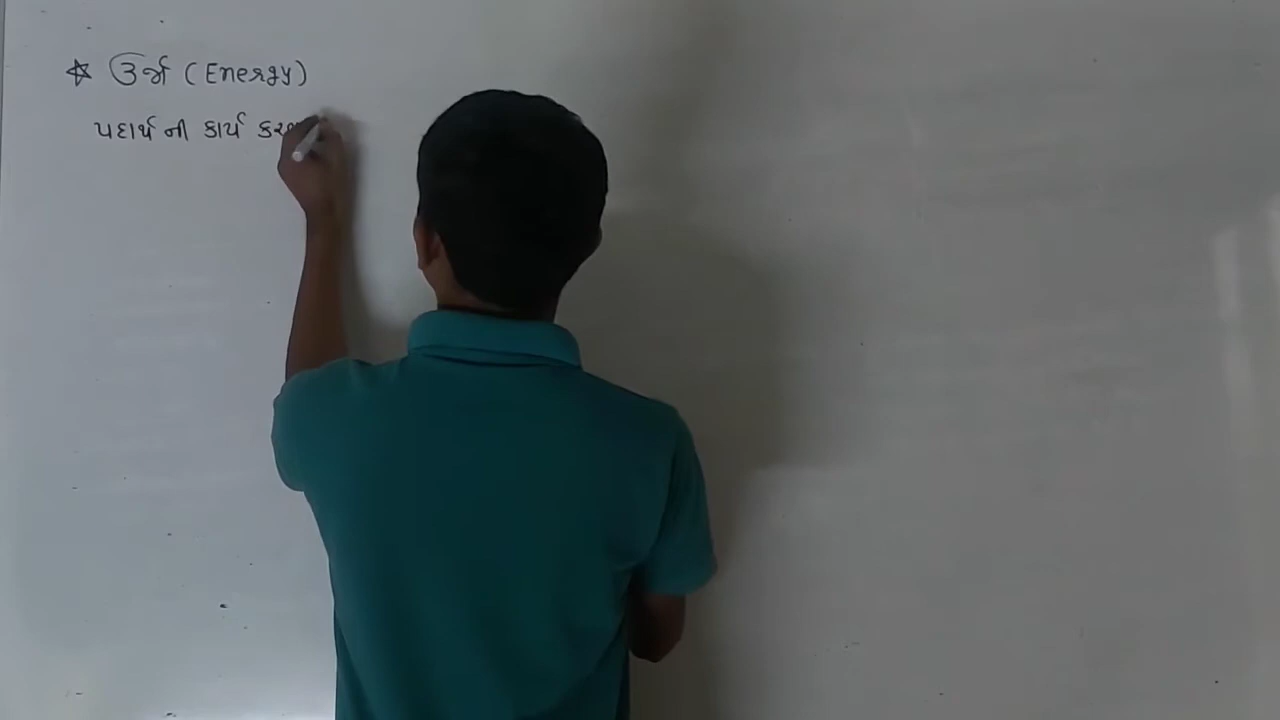 ☆ ઉર્જા (Energy)
પદાર્થ ની કાર્ય